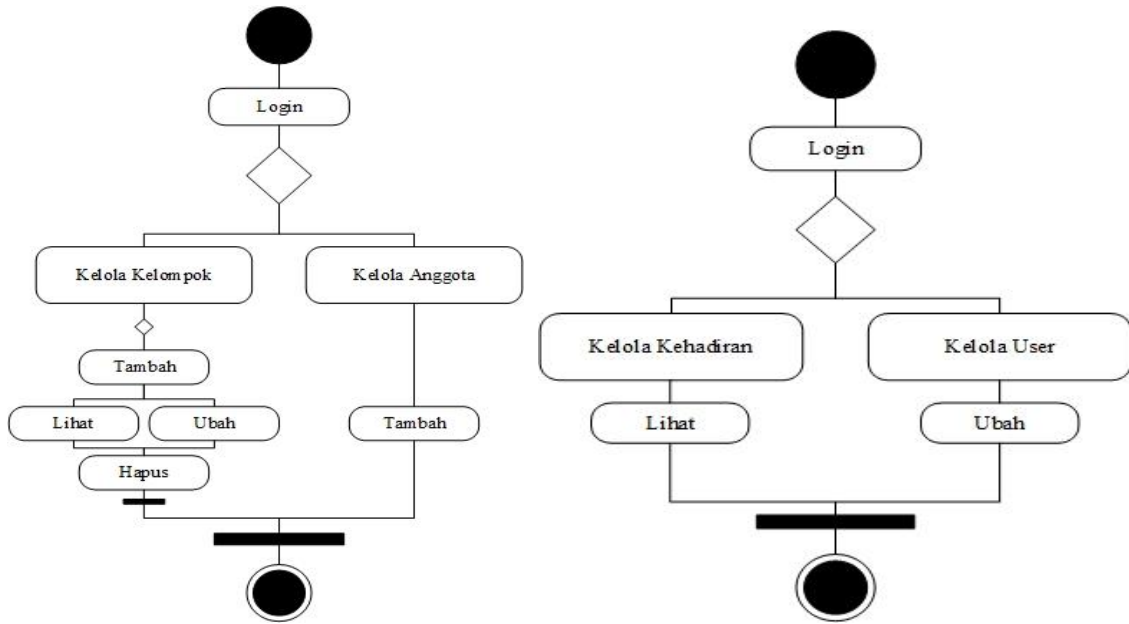 Login
Kelola Kelompok
Kelola Anggota
Tambah
Lihat
Ubah
Tambah
Hapus
Login
Kelola Kehadiran
Kelola User
Lihat
Ubah